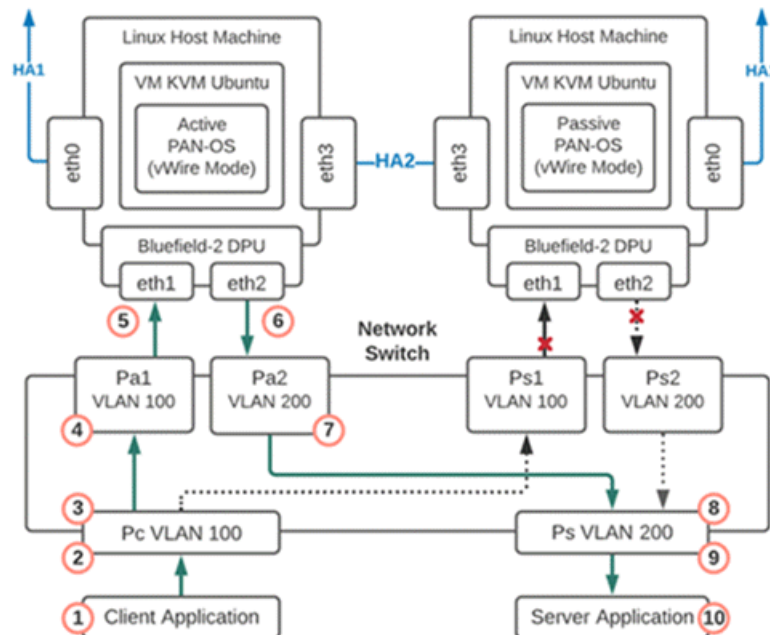 Linux Host Machine
Linux Host Machine
HA1
VM KVM Ubuntu
VM KVM Ubuntu
Active
PAN-OS
(vWire Mode)
Passive
PAN-OS
(vWire Mode)
eth0
eth3
HA2
eth3
eth0
Bluefield-2 DPU
Bluefield-2 DPU
eth1
eth2
eth1
eth2
5
6
Network
Switch
Pa1
VLAN 100
Pa2
VLAN 200
Ps1
VLAN 100
Ps2
VLAN 200
4
7
3
8
Pc VLAN 100
Ps VLAN 200
2
9
1
Client Application
Server Application
10